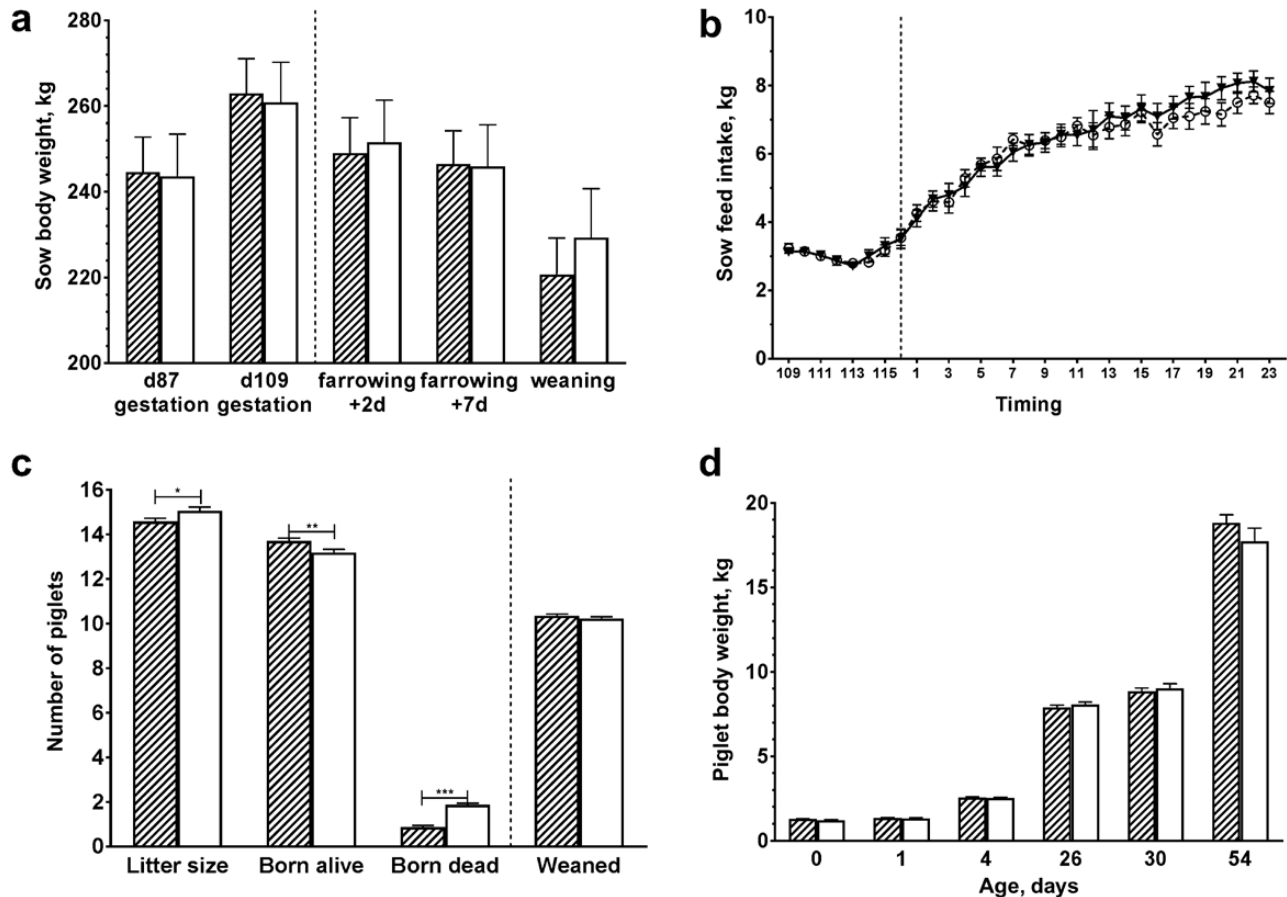 a
Sow body weight, kg
280
260
240
220
200
d87
gestation
d109
gestation
farrowing
+2d
farrowing
+7d
weaning
b
Sow feed intake, kg
10
8
6
4
2
0
109 111 113 115 1 3 5 7 9 11 13 15 17 19 21 23
Timing
c
Number of piglets
16
14
12
10
8
6
4
2
0
*
**
***
Litter size Born alive Born dead Weaned
d
Piglet body weight, kg
20
15
10
5
0
0 1 4 26 30 54
Age, days